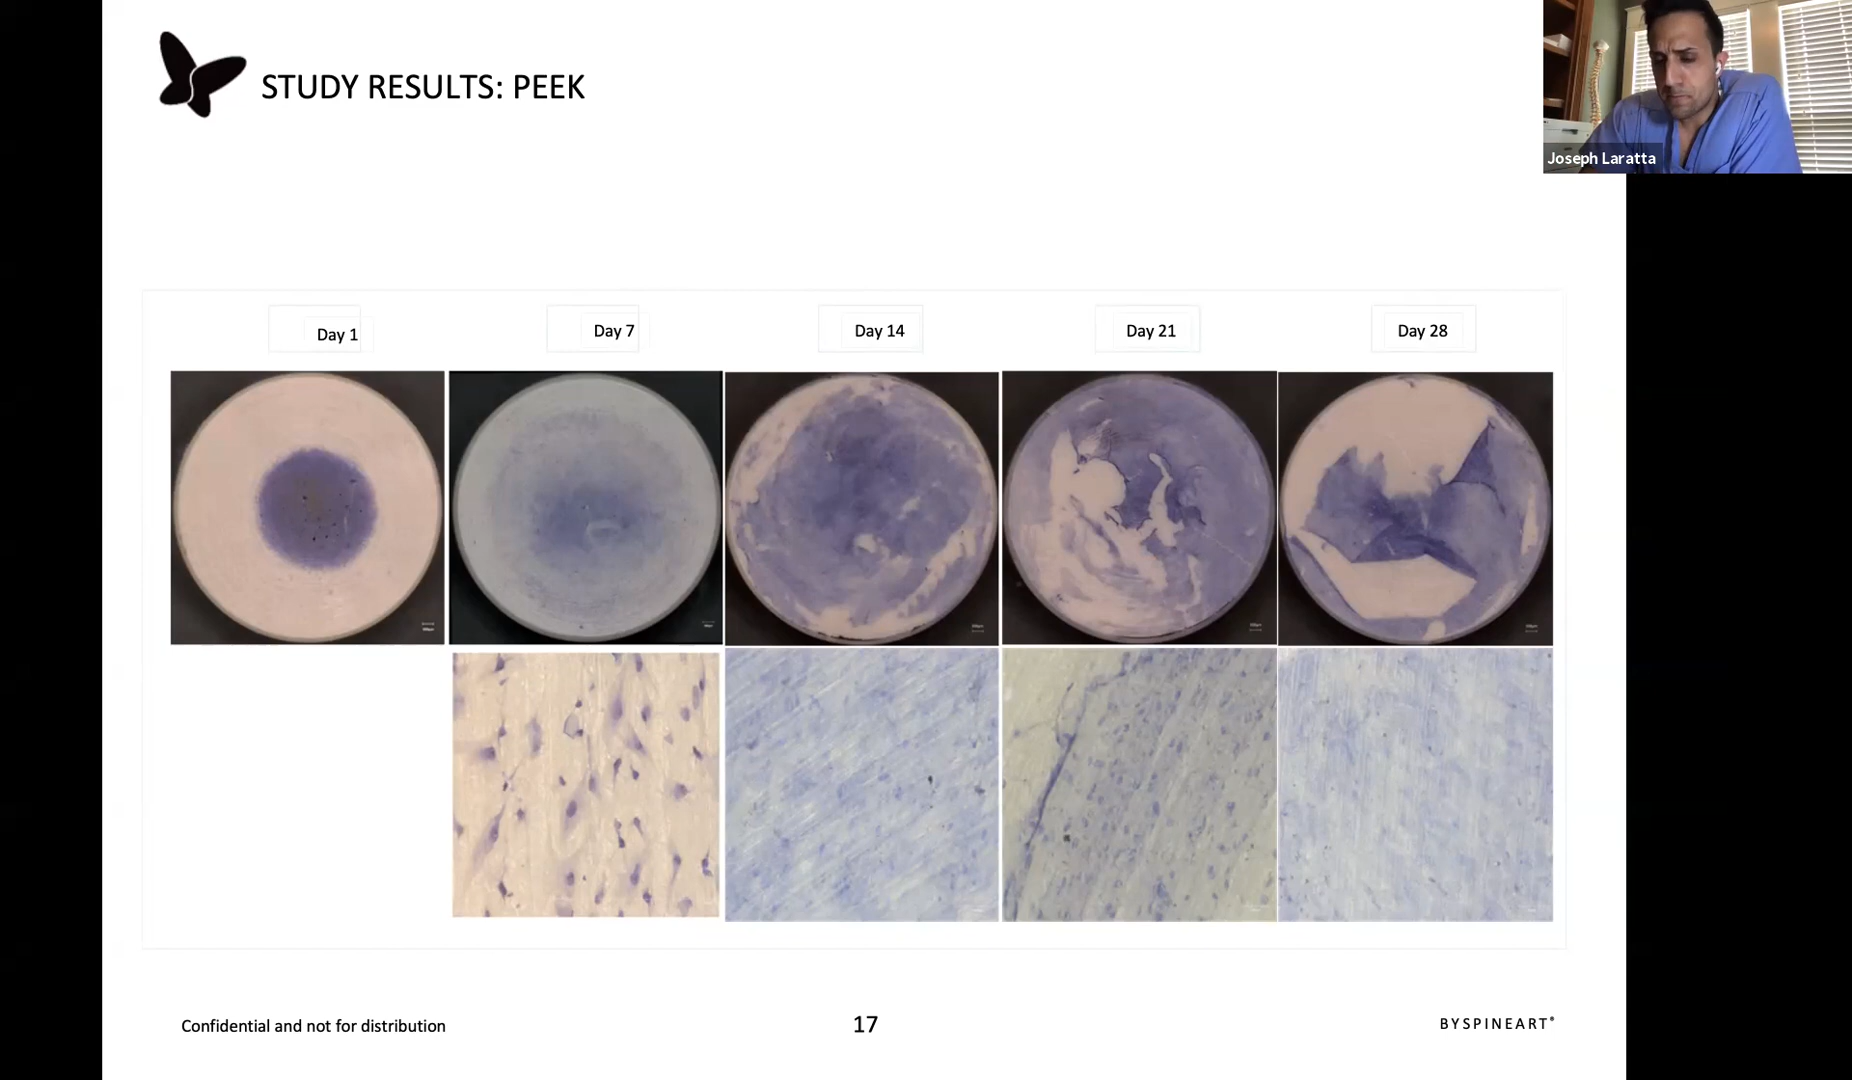 STUDY RESULTS: PEEK
Joseph Laratta
Day 1
Day 7
Day 14
Day 21
Day 28
Confidential and not for distribution
17
BYSPINEART®